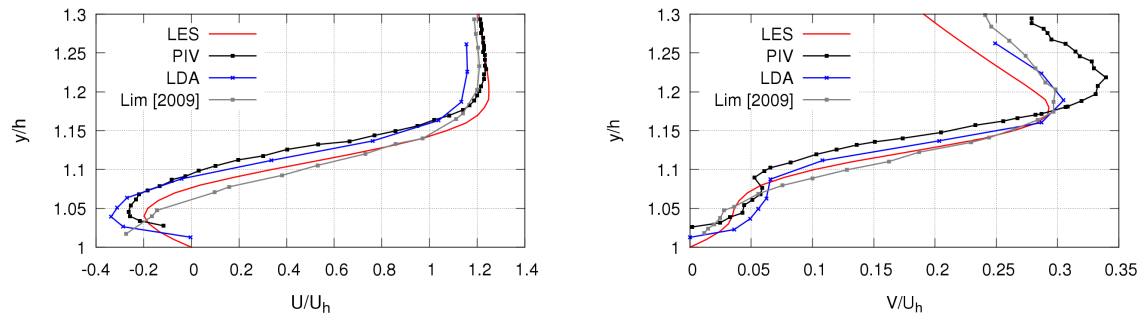 1.3
1.25
1.2
1.15
1.1
1.05
1
y/h
LES
PIV
LDA
Lim [2009]
-0.4 -0.2 0 0.2 0.4 0.6 0.8 1 1.2 1.4
U/Uh
1.3
1.25
1.2
1.15
1.1
1.05
1
y/h
LES
PIV
LDA
Lim [2009]
0 0.05 0.1 0.15 0.2 0.25 0.3 0.35
V/Uh